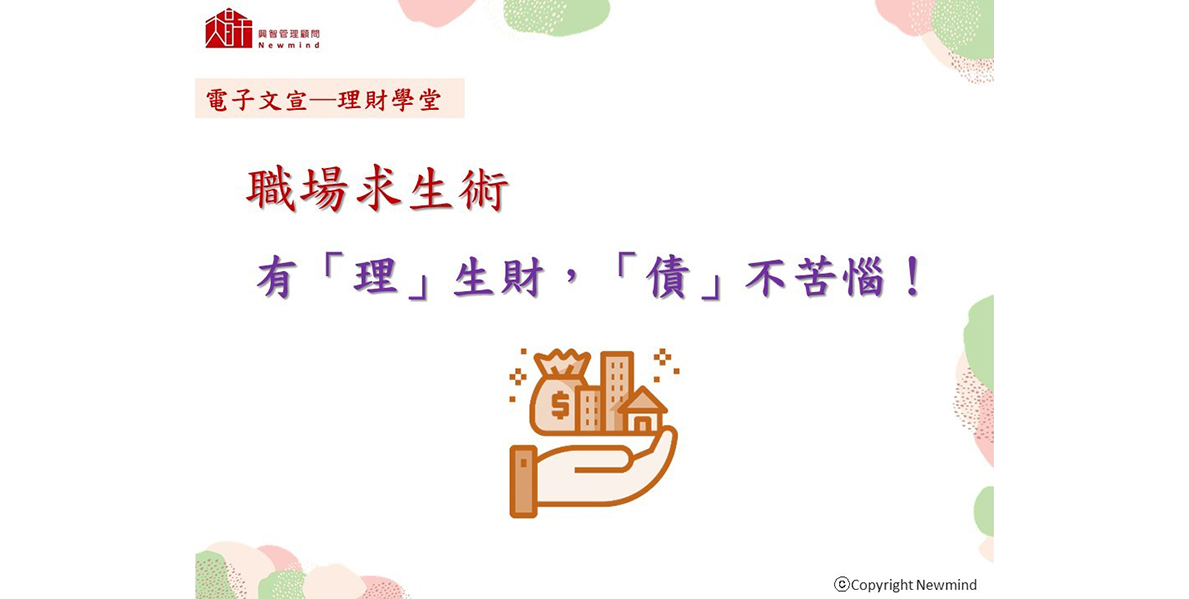 興智管理顧問
Newmind
電子文宣—理財學堂
職場求生術
有「理」生財，「債」不苦惱！
$
©Copyright Newmind